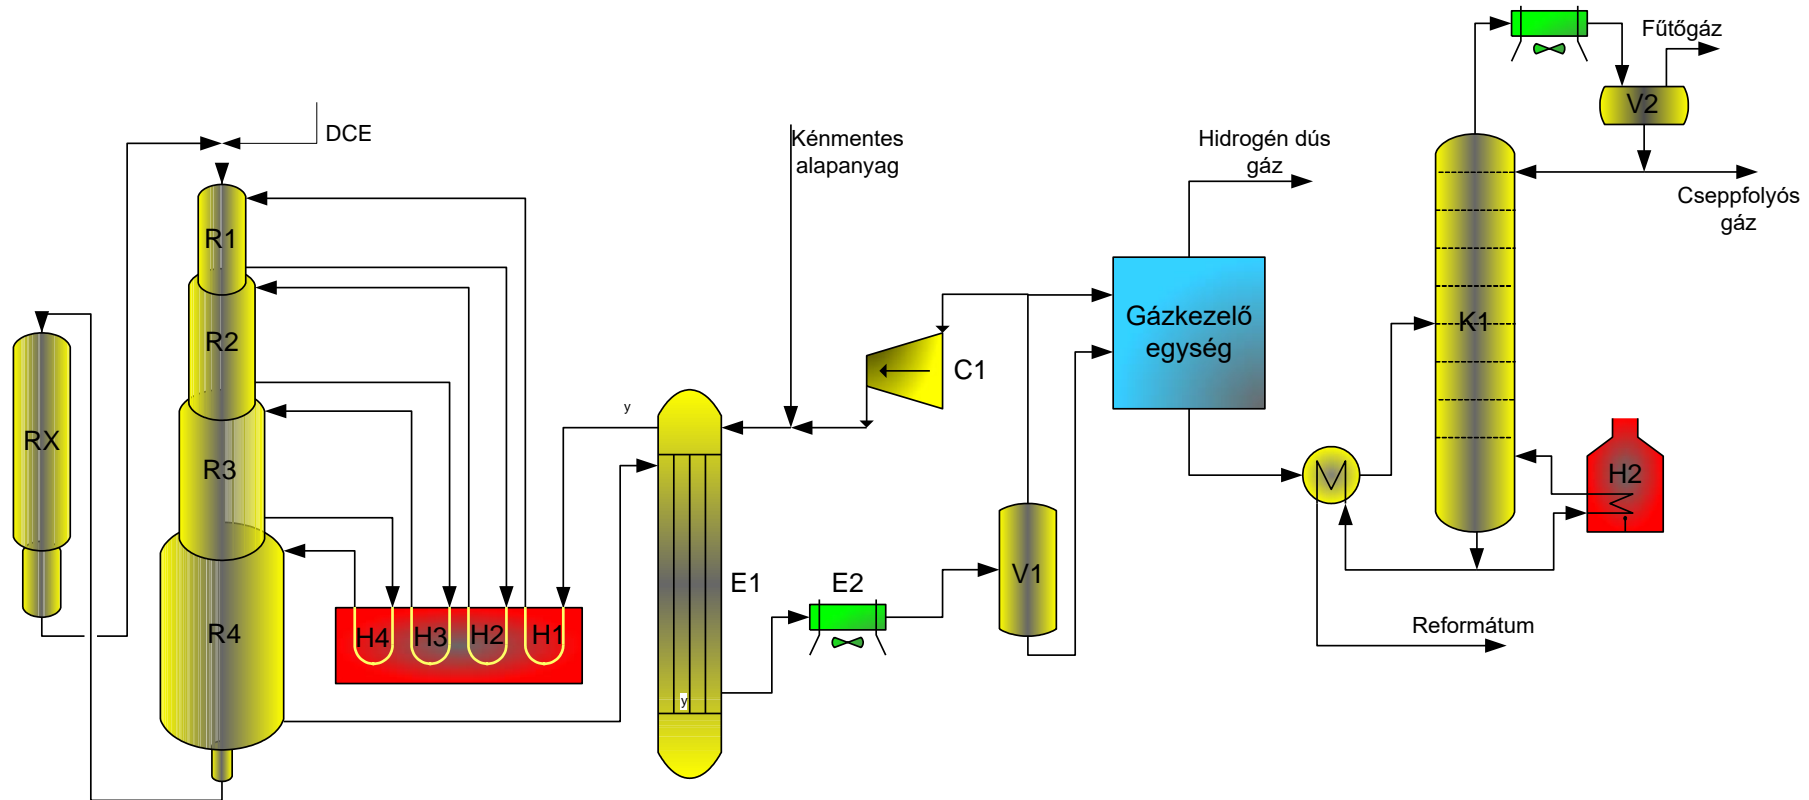 Fűtőgáz
V2
DCE
Kénmentes
alapanyag
Hidrogén dús
gáz
Cseppfolyós
gáz
R1
R2
Gázkezelő
egység
K1
C1
y
RX
R3
H2
E1
E2
V1
R4
H4
H3
H2
H1
Reformátum
y